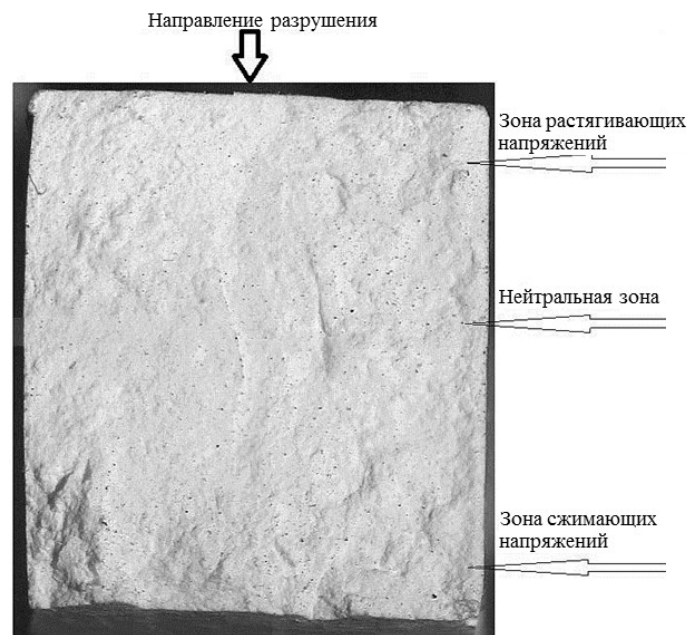 Направление разрушения
Зона растягивающих
напряжений
Нейтральная зона
Зона сжимающих
напряжений